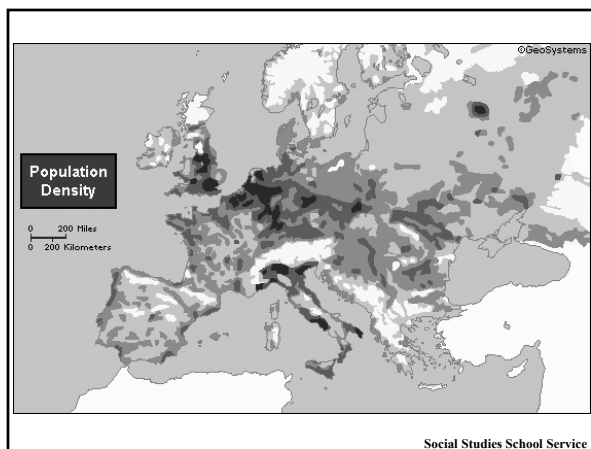 ©GeoSystems
Population
Density
0 200 Miles
0 200 Kilometers
Social Studies School Service